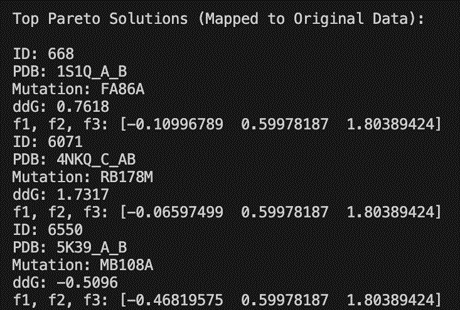 Top Pareto Solutions (Mapped to Original Data):
ID: 668
PDB: 1S1Q_A_B
Mutation: FA86A
ddG: 0.7618
f1, f2, f3: [-0.10996789  0.59978187  1.80389424]
ID: 6071
PDB: 4NKQ_C_AB
Mutation: RB178M
ddG: 1.7317
f1, f2, f3: [-0.06597499  0.59978187  1.80389424]
ID: 6550
PDB: 5K39_A_B
Mutation: MB108A
ddG: -0.5096
f1, f2, f3: [-0.46819575  0.59978187  1.80389424]